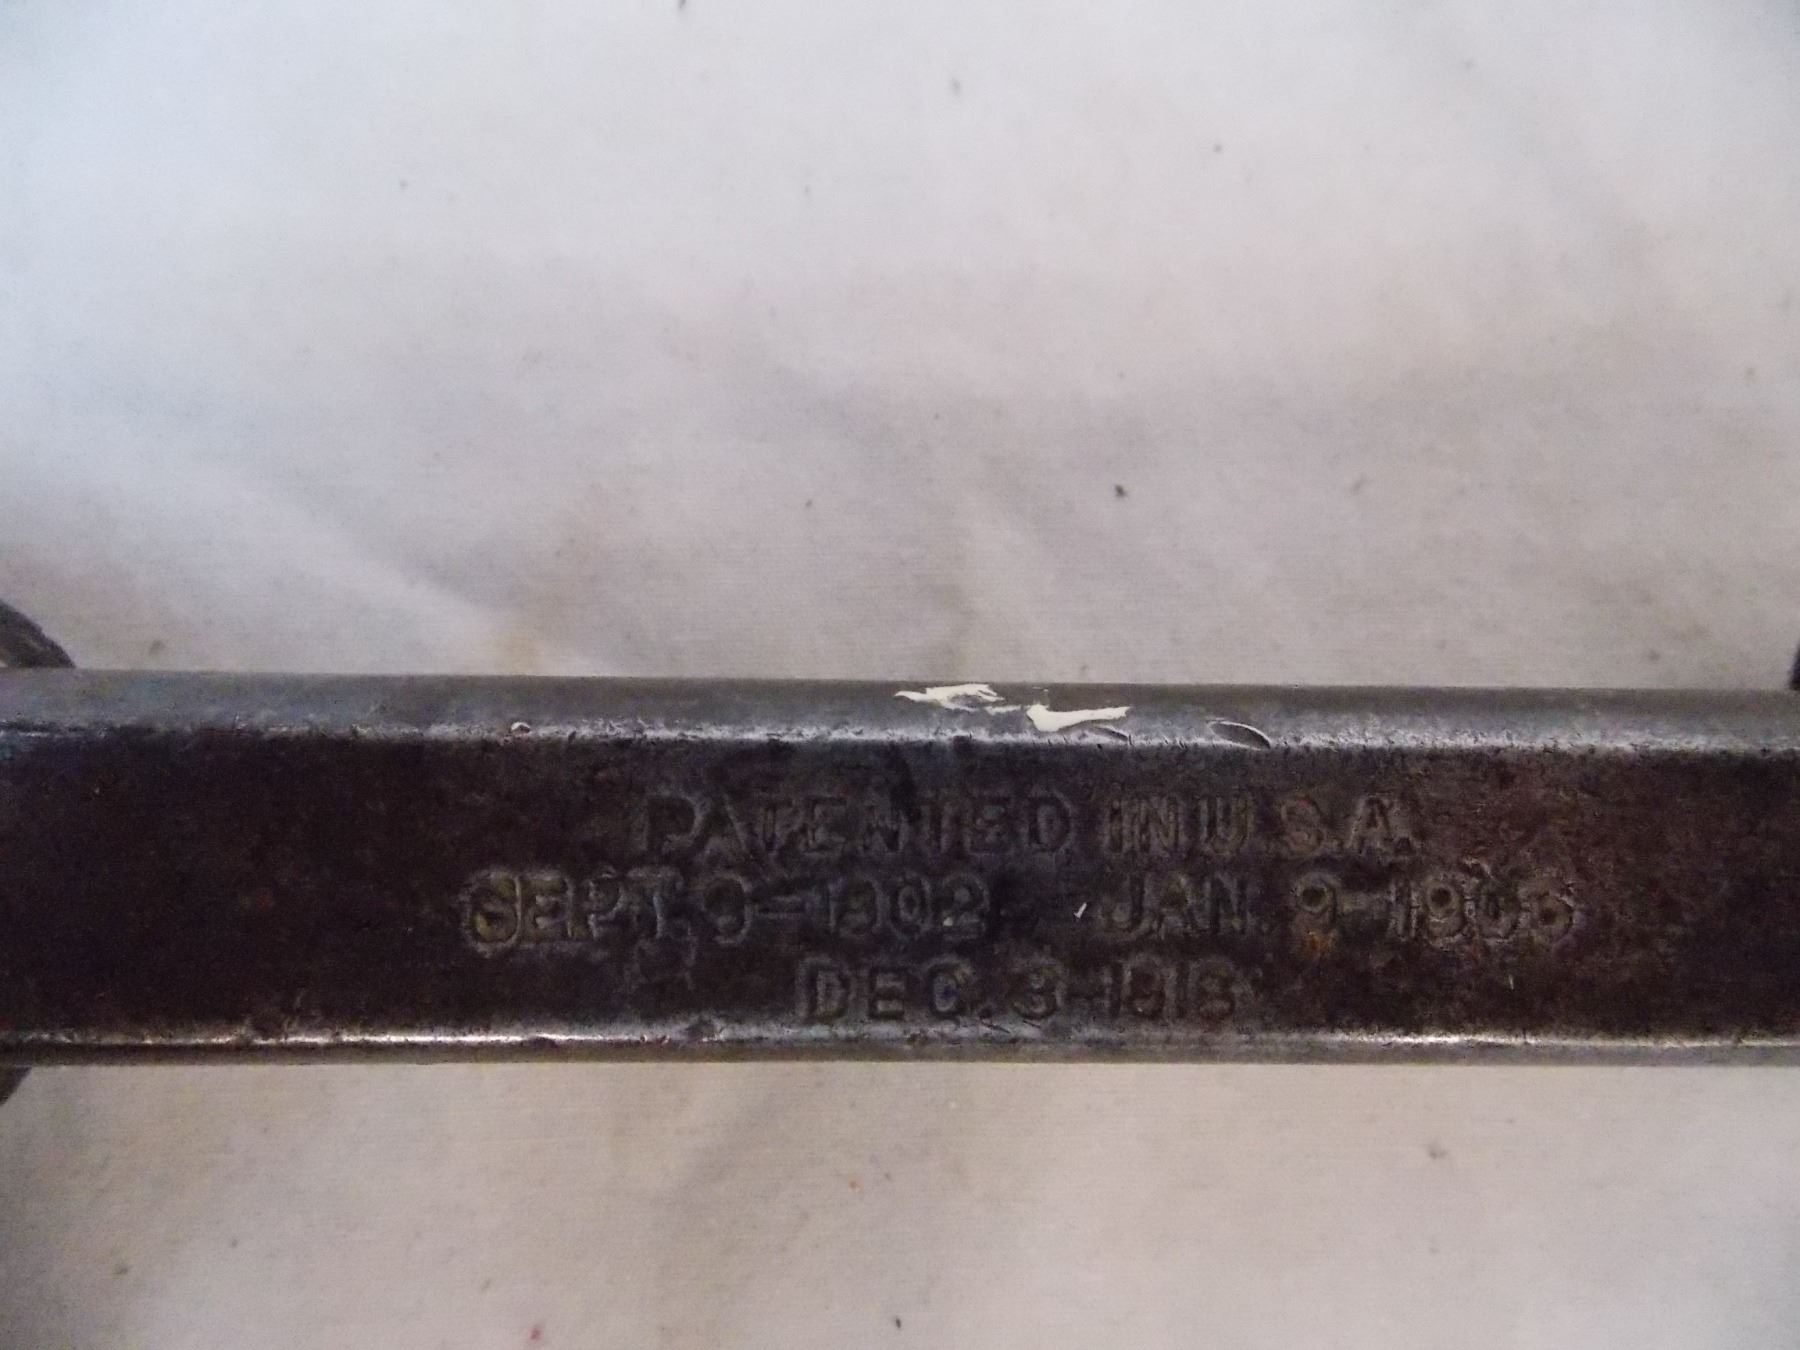 PATENTED IN U.S.A.
SEPT. 9-1902 JAN. 9-1906
DEC. 3-1918